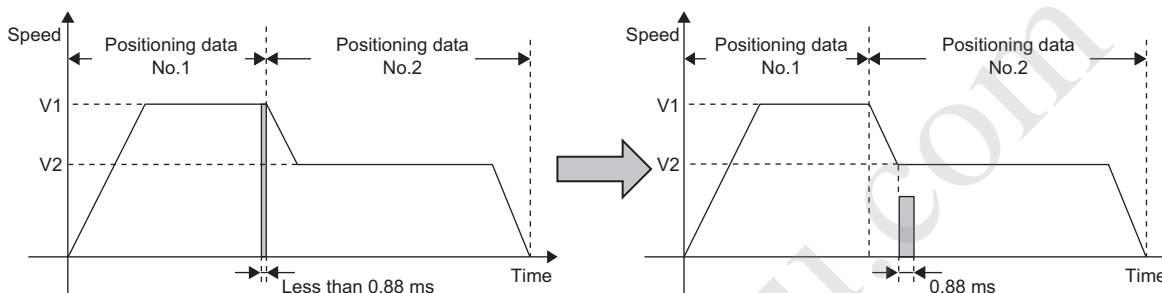 Speed
Positioning data
No.1
Positioning data
No.2
V1
V2
Less than 0.88 ms
Time
Speed
Positioning data
No.1
Positioning data
No.2
V1
V2
0.88 ms
Time